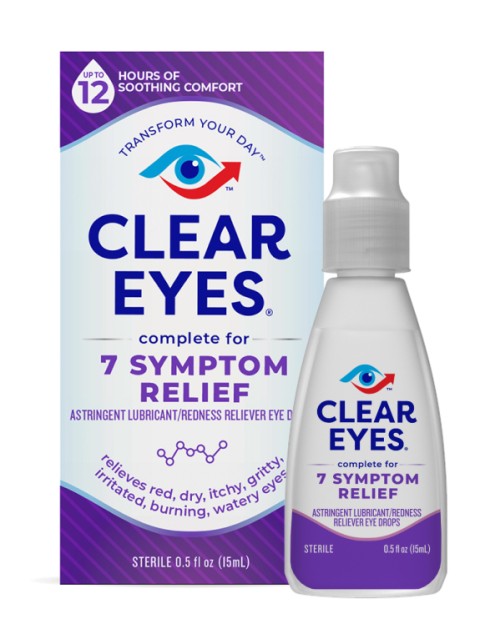 UP TO
12
HOURS OF
SOOTHING COMFORT
TRANSFORM YOUR DAY™
™
CLEAR
EYES®
complete for
7 SYMPTOM
RELIEF
ASTRINGENT LUBRICANT/REDNESS RELIEVER EYE D
relieves red, dry, itchy, gritty,
irritated, burning, watery eyes
STERILE 0.5 fl oz (15mL)
™
CLEAR
EYES®
complete for
7 SYMPTOM
RELIEF
ASTRINGENT LUBRICANT/REDNESS
RELIEVER EYE DROPS
STERILE 0.5 fl oz (15mL)